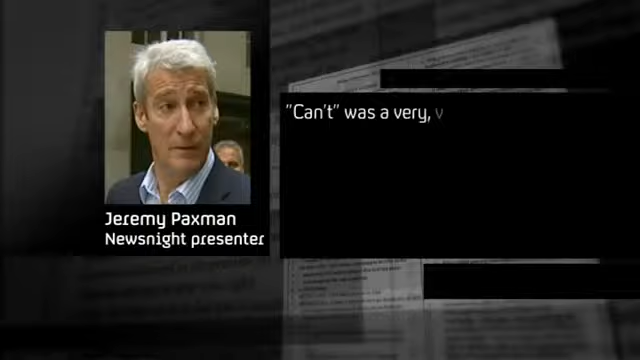 "Can't" was a very, v
Jeremy Paxman
Newsnight presenter